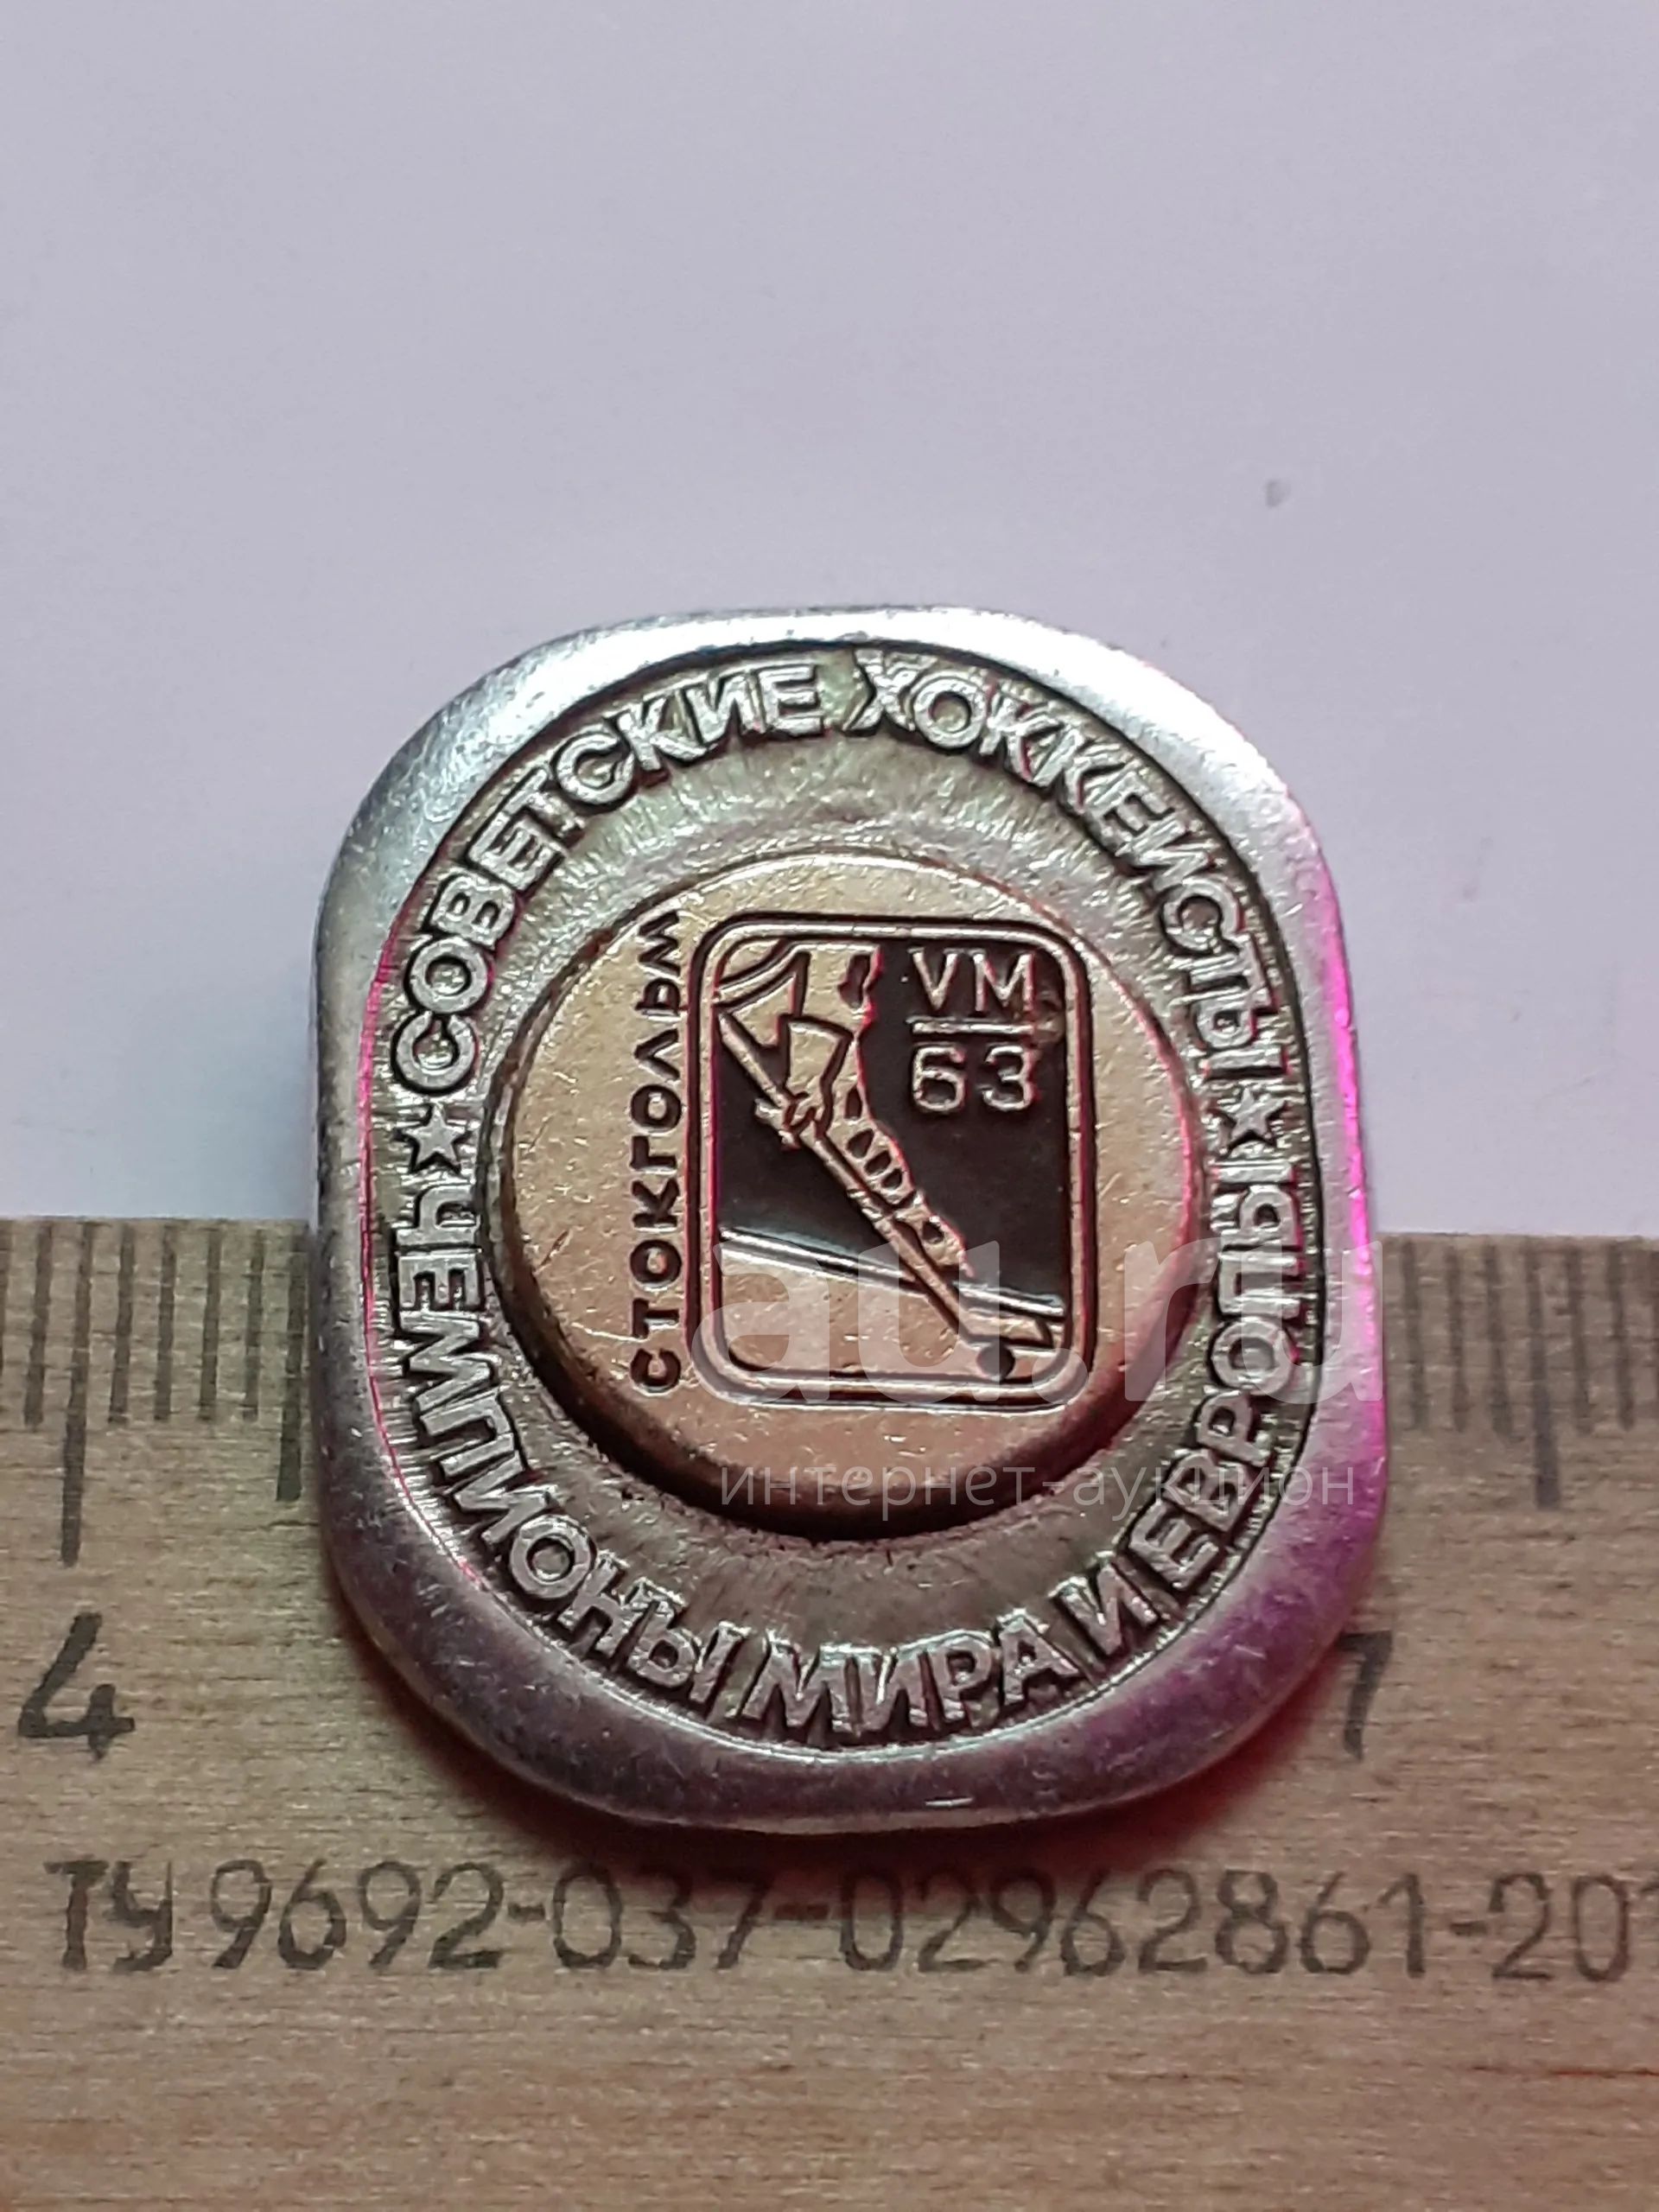 СОВЕТСКИЕ ХОККЕИСТЫ
ЧЕМПИОНЫ МИРА И ЕВРОПЫ
СТОКГОЛЬМ
VM
63
au.ru
интернет-аукцион
4
7
ТУ 9692-037-02962861-20